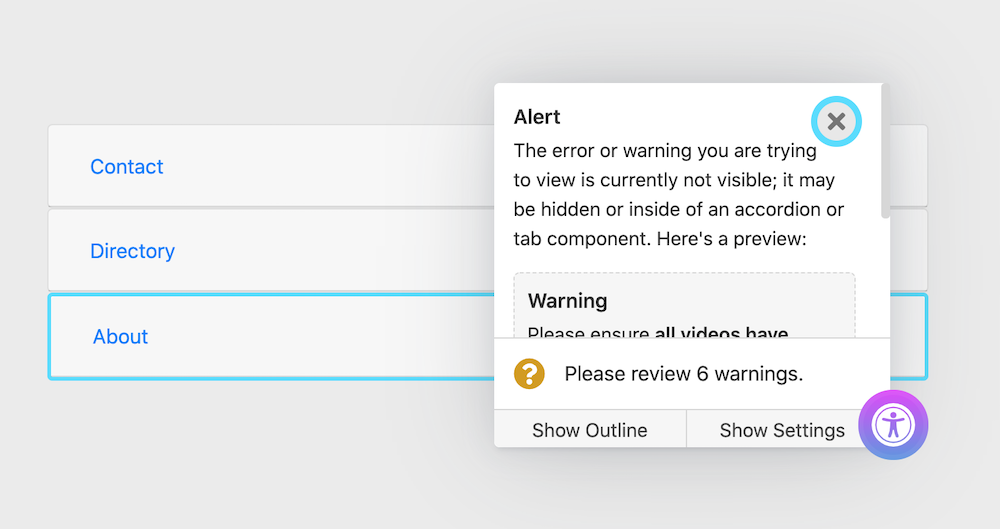 Contact
Directory
About
Alert
The error or warning you are trying
to view is currently not visible; it may
be hidden or inside of an accordion or
tab component. Here's a preview:
Warning
Please ensure all videos have
Please review 6 warnings.
Show Outline
Show Settings